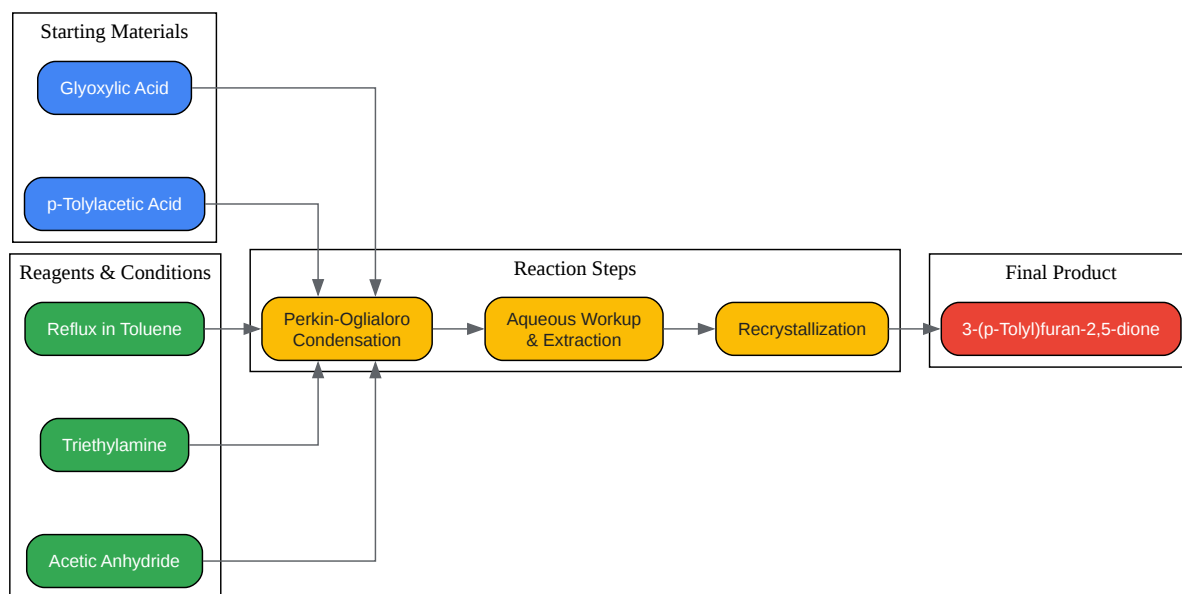 Starting Materials
Glyoxylic Acid
p-Tolylacetic Acid
Reagents & Conditions
Reflux in Toluene
Triethylamine
Acetic Anhydride
Reaction Steps
Perkin-Oglialoro
Condensation
Aqueous Workup
& Extraction
Recrystallization
Final Product
3-(p-Tolyl)furan-2,5-dione